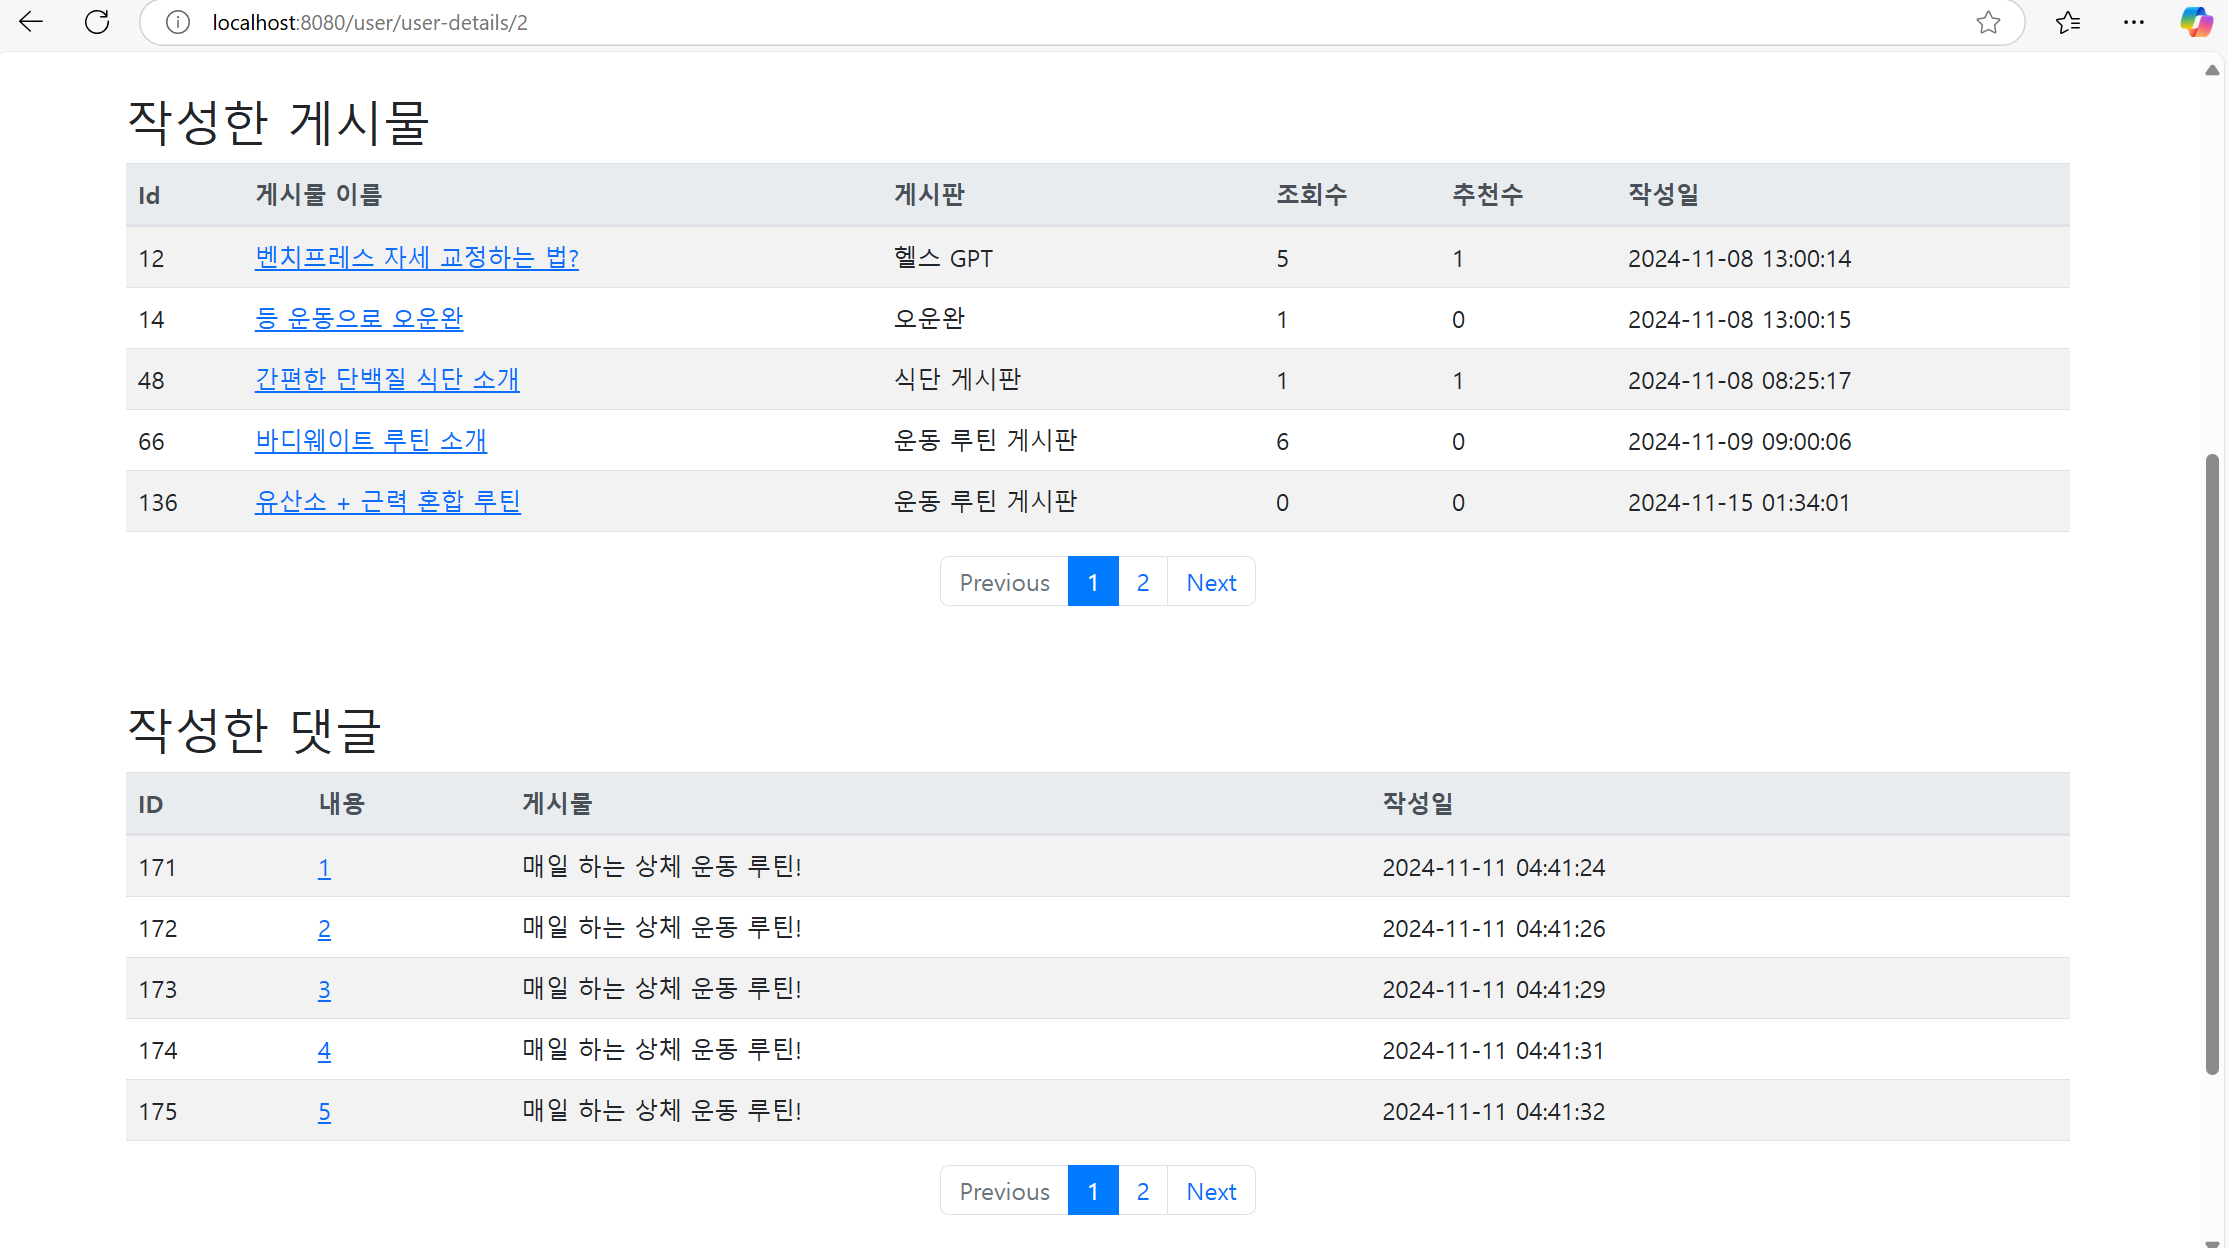 localhost:8080/user/user-details/2
작성한 게시물
Id 게시물 이름 게시판 조회수 추천수 작성일
12 벤치프레스 자세 교정하는 법? 헬스 GPT 5 1 2024-11-08 13:00:14
14 등 운동으로 오운완 오운완 1 0 2024-11-08 13:00:15
48 간편한 단백질 식단 소개 식단 게시판 1 1 2024-11-08 08:25:17
66 바디웨이트 루틴 소개 운동 루틴 게시판 6 0 2024-11-09 09:00:06
136 유산소 + 근력 혼합 루틴 운동 루틴 게시판 0 0 2024-11-15 01:34:01
Previous 1 2 Next
작성한 댓글
ID 내용 게시물 작성일
171 1 매일 하는 상체 운동 루틴! 2024-11-11 04:41:24
172 2 매일 하는 상체 운동 루틴! 2024-11-11 04:41:26
173 3 매일 하는 상체 운동 루틴! 2024-11-11 04:41:29
174 4 매일 하는 상체 운동 루틴! 2024-11-11 04:41:31
175 5 매일 하는 상체 운동 루틴! 2024-11-11 04:41:32
Previous 1 2 Next